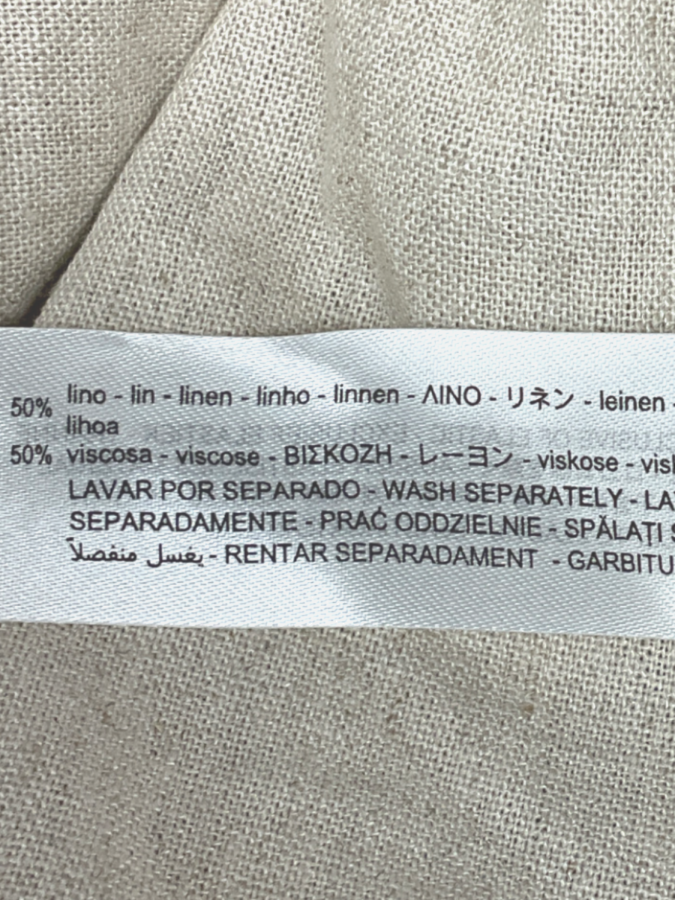 50% lino - lin - linen - linho - linnen - ΛΙΝΟ - リネン - leinen -
lihoa
50% viscosa - viscose - ΒΙΣΚΟΖΗ - レーヨン - viskose -
LAVAR POR SEPARADO - WASH SEPARATELY -
SEPARADAMENTE - PRAĆ ODDZIELNIE - SPĂLAȚI
يغسل منفصلاً - RENTAR SEPARADAMENT - GARBITU